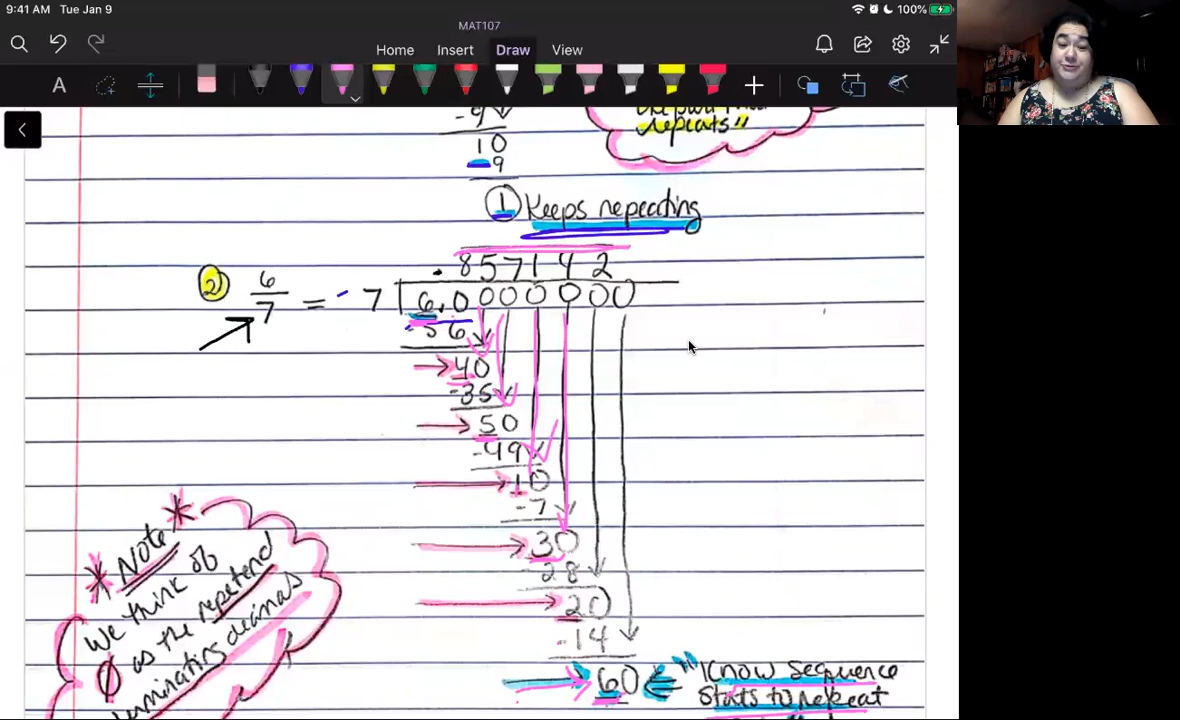 9:41 AM Tue Jan 9
100%
MAT107
Home Insert Draw View
A
repeats"
-9
10
9
① Keeps repeating
.857142
② 6/7 = 7 6.0000000
-56
40
-35
50
-49
10
-7
30
-28
20
-14
60
"Know sequence
starts to repeat
* Note *
We think of
0 as the repetend
terminating decimals